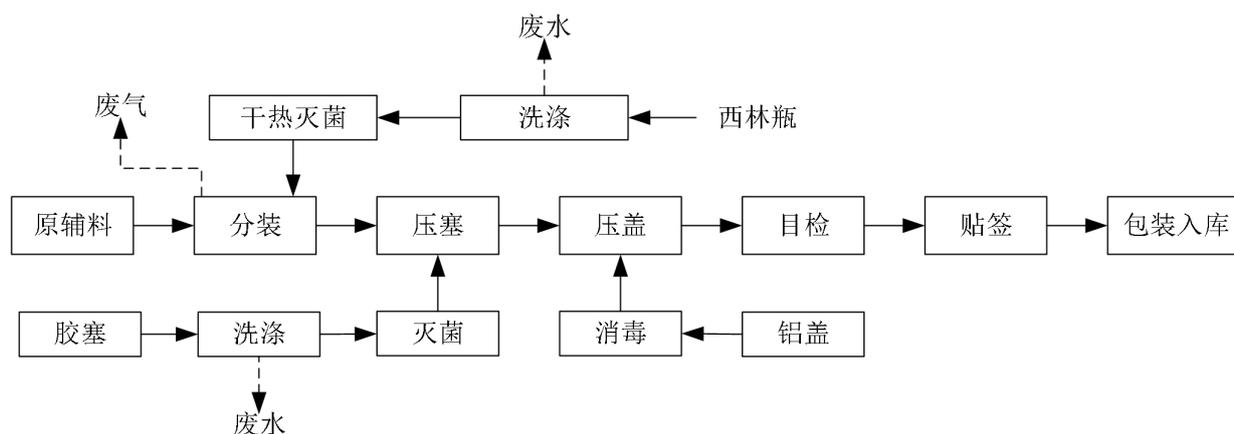 废水
废气
干热灭菌
洗涤
西林瓶
原辅料
分装
压塞
压盖
目检
贴签
包装入库
胶塞
洗涤
灭菌
消毒
铝盖
废水